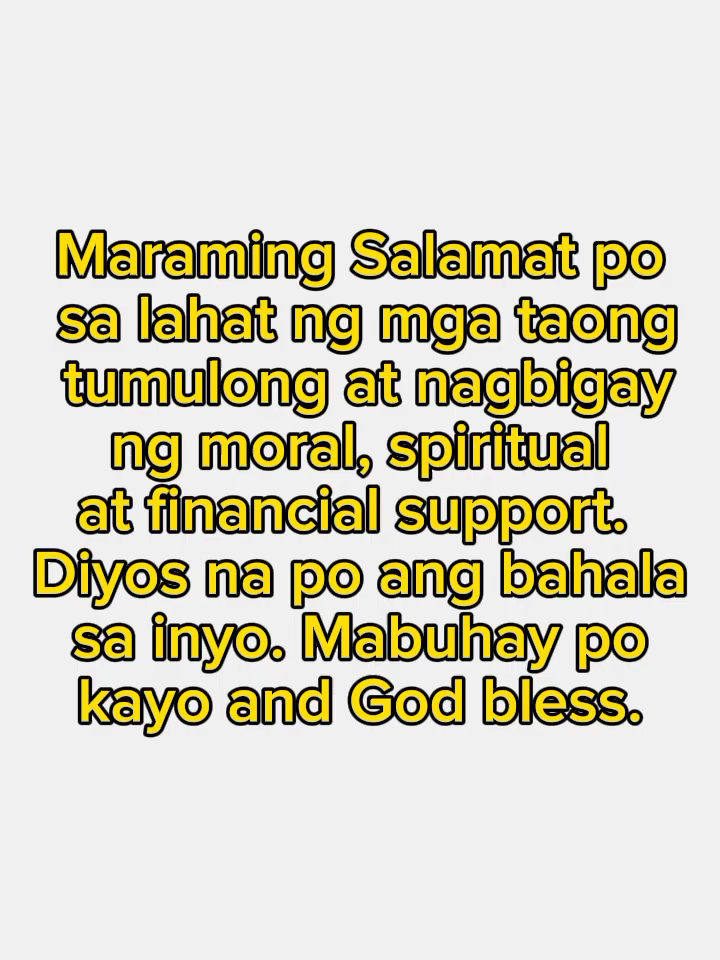 Maraming Salamat po
sa lahat ng mga taong
tumulong at nagbigay
ng moral, spiritual
at financial support.
Diyos na po ang bahala
sa inyo. Mabuhay po
kayo and God bless.